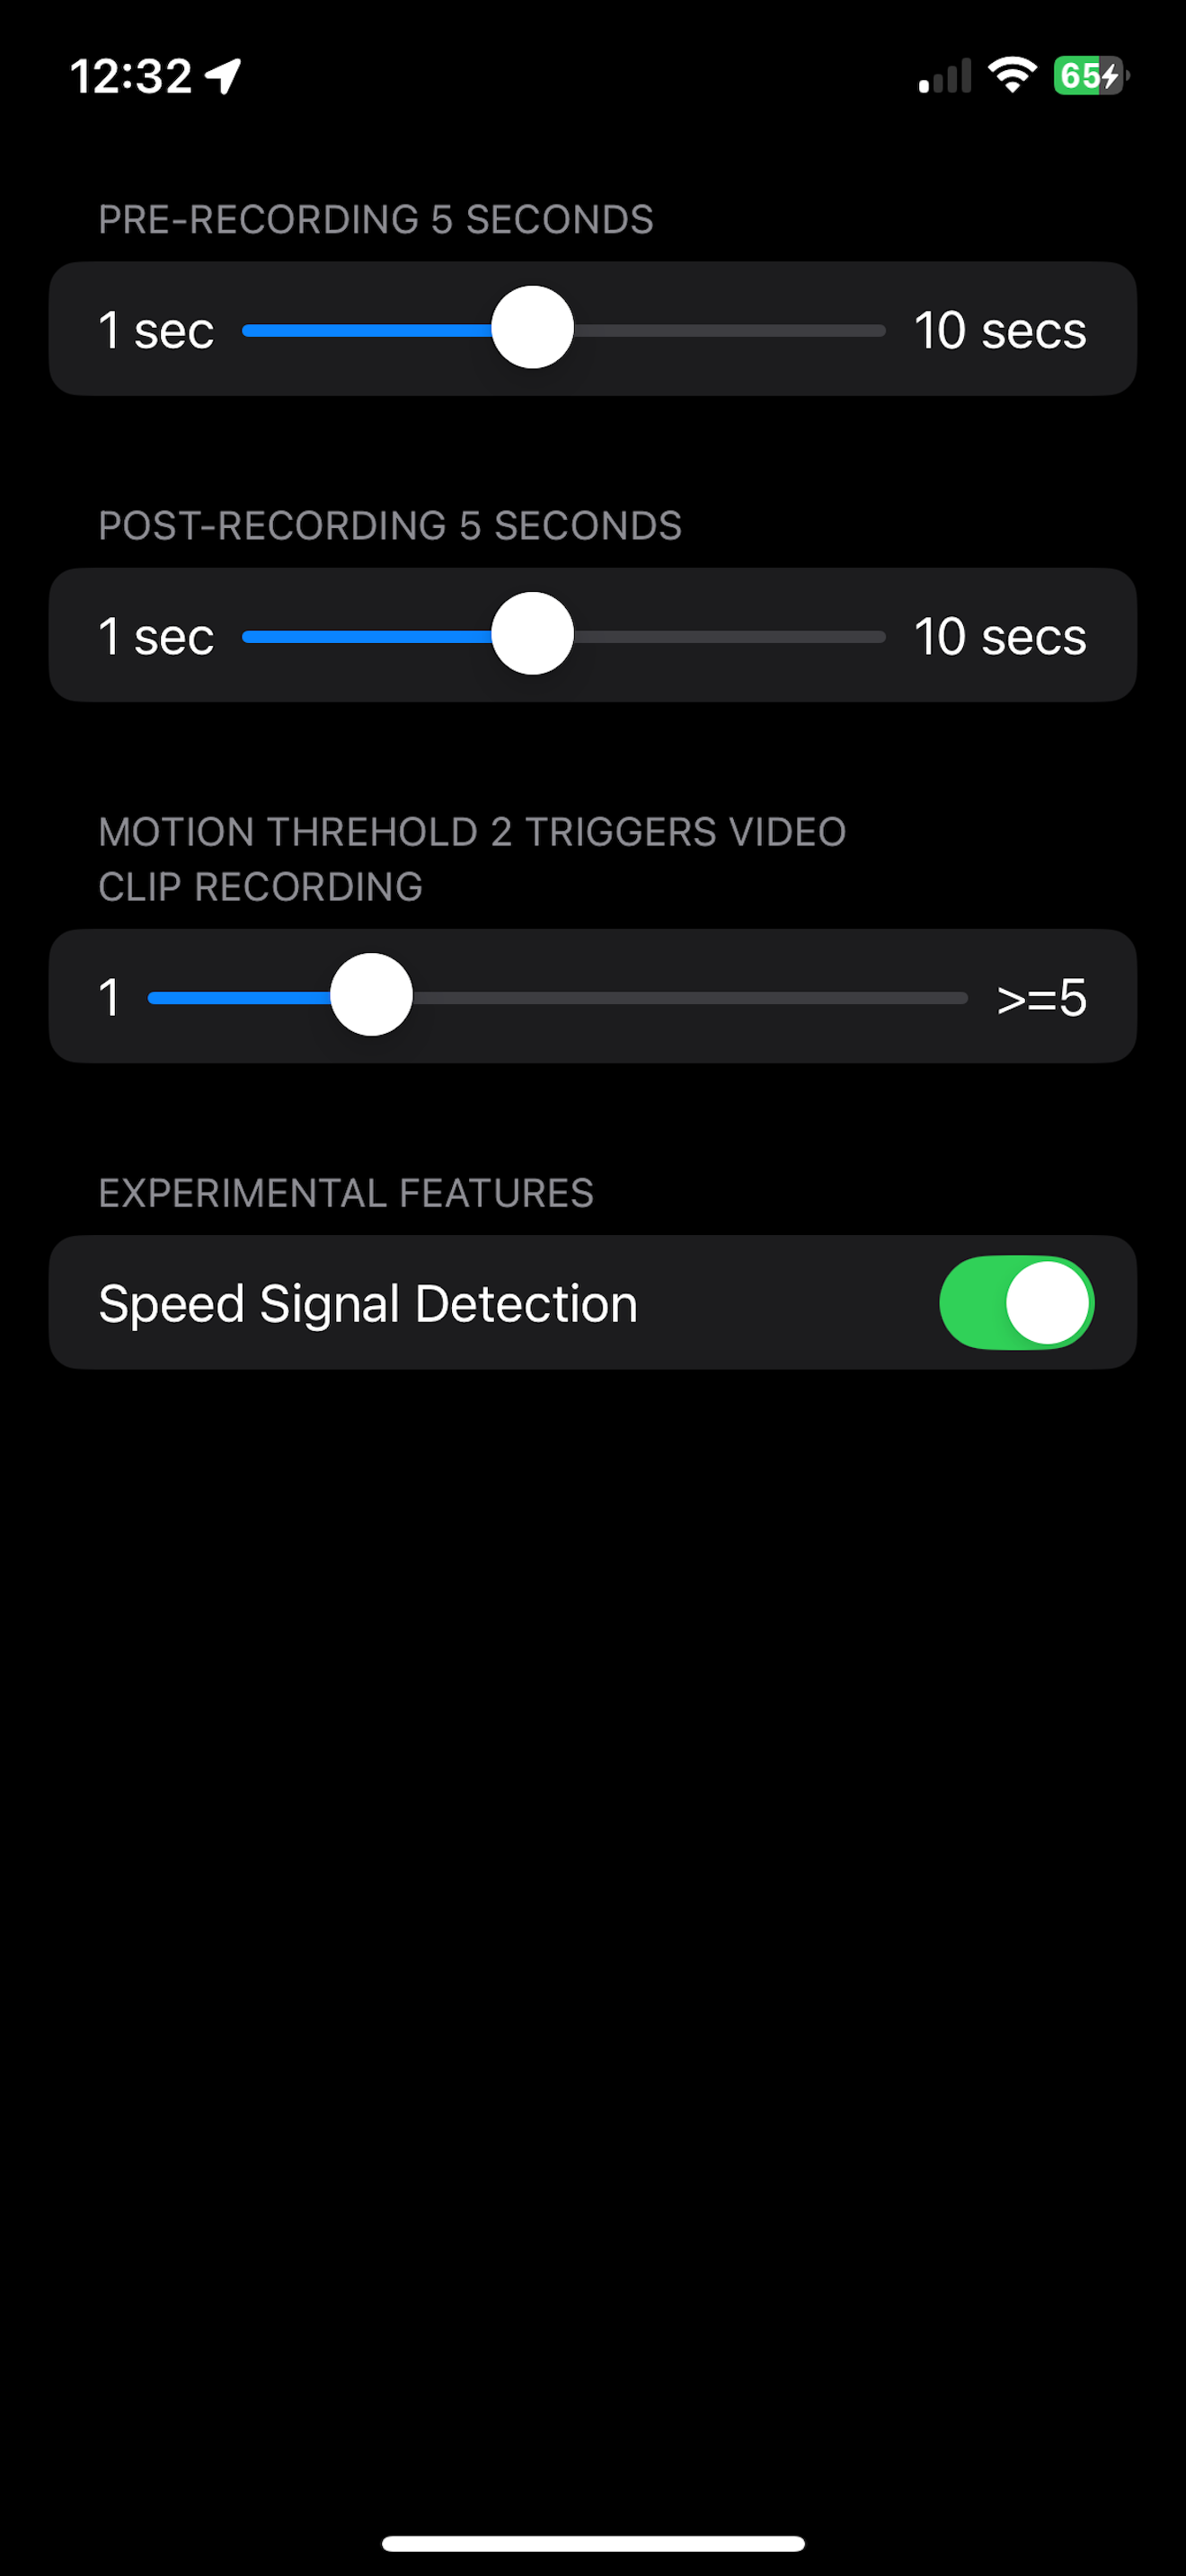 12:32
65
PRE-RECORDING 5 SECONDS
1 sec 10 secs
POST-RECORDING 5 SECONDS
1 sec 10 secs
MOTION THREHOLD 2 TRIGGERS VIDEO
CLIP RECORDING
1 >=5
EXPERIMENTAL FEATURES
Speed Signal Detection